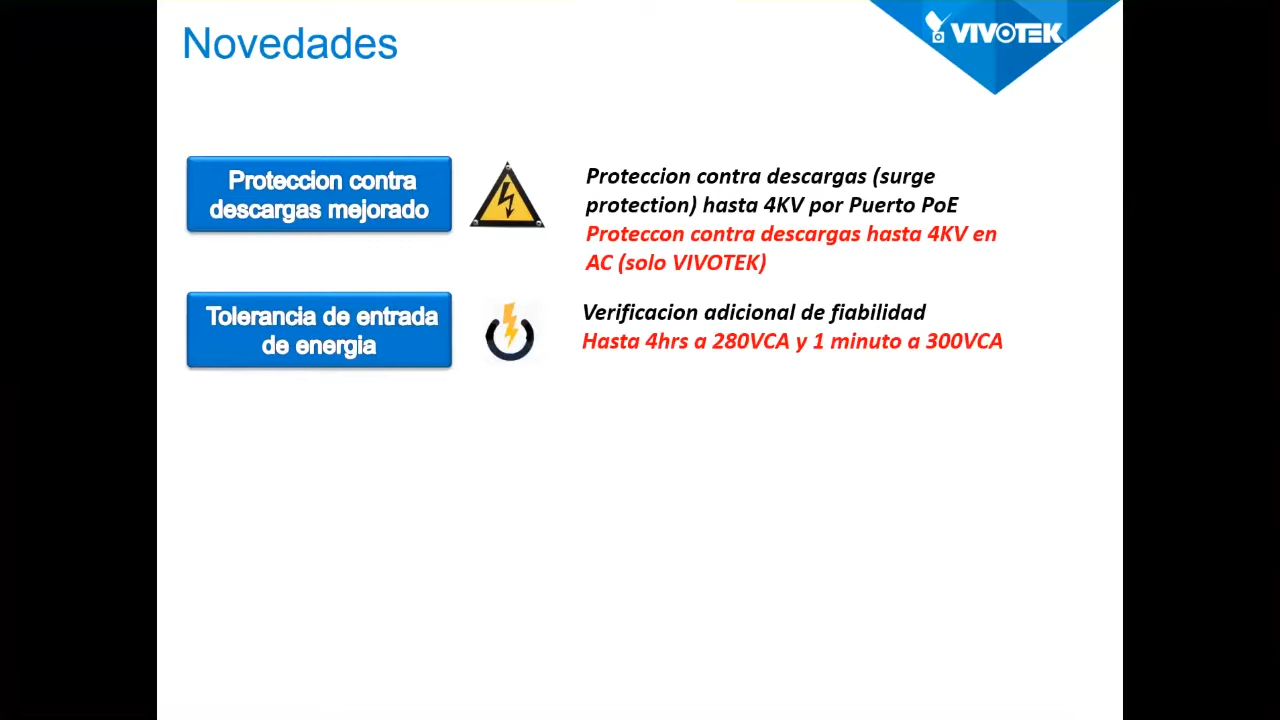 Novedades
VIVOTEK
Proteccion contra
descargas mejorado
Proteccion contra descargas (surge
protection) hasta 4KV por Puerto PoE
Proteccon contra descargas hasta 4KV en
AC (solo VIVOTEK)
Tolerancia de entrada
de energia
Verificacion adicional de fiabilidad
Hasta 4hrs a 280VCA y 1 minuto a 300VCA